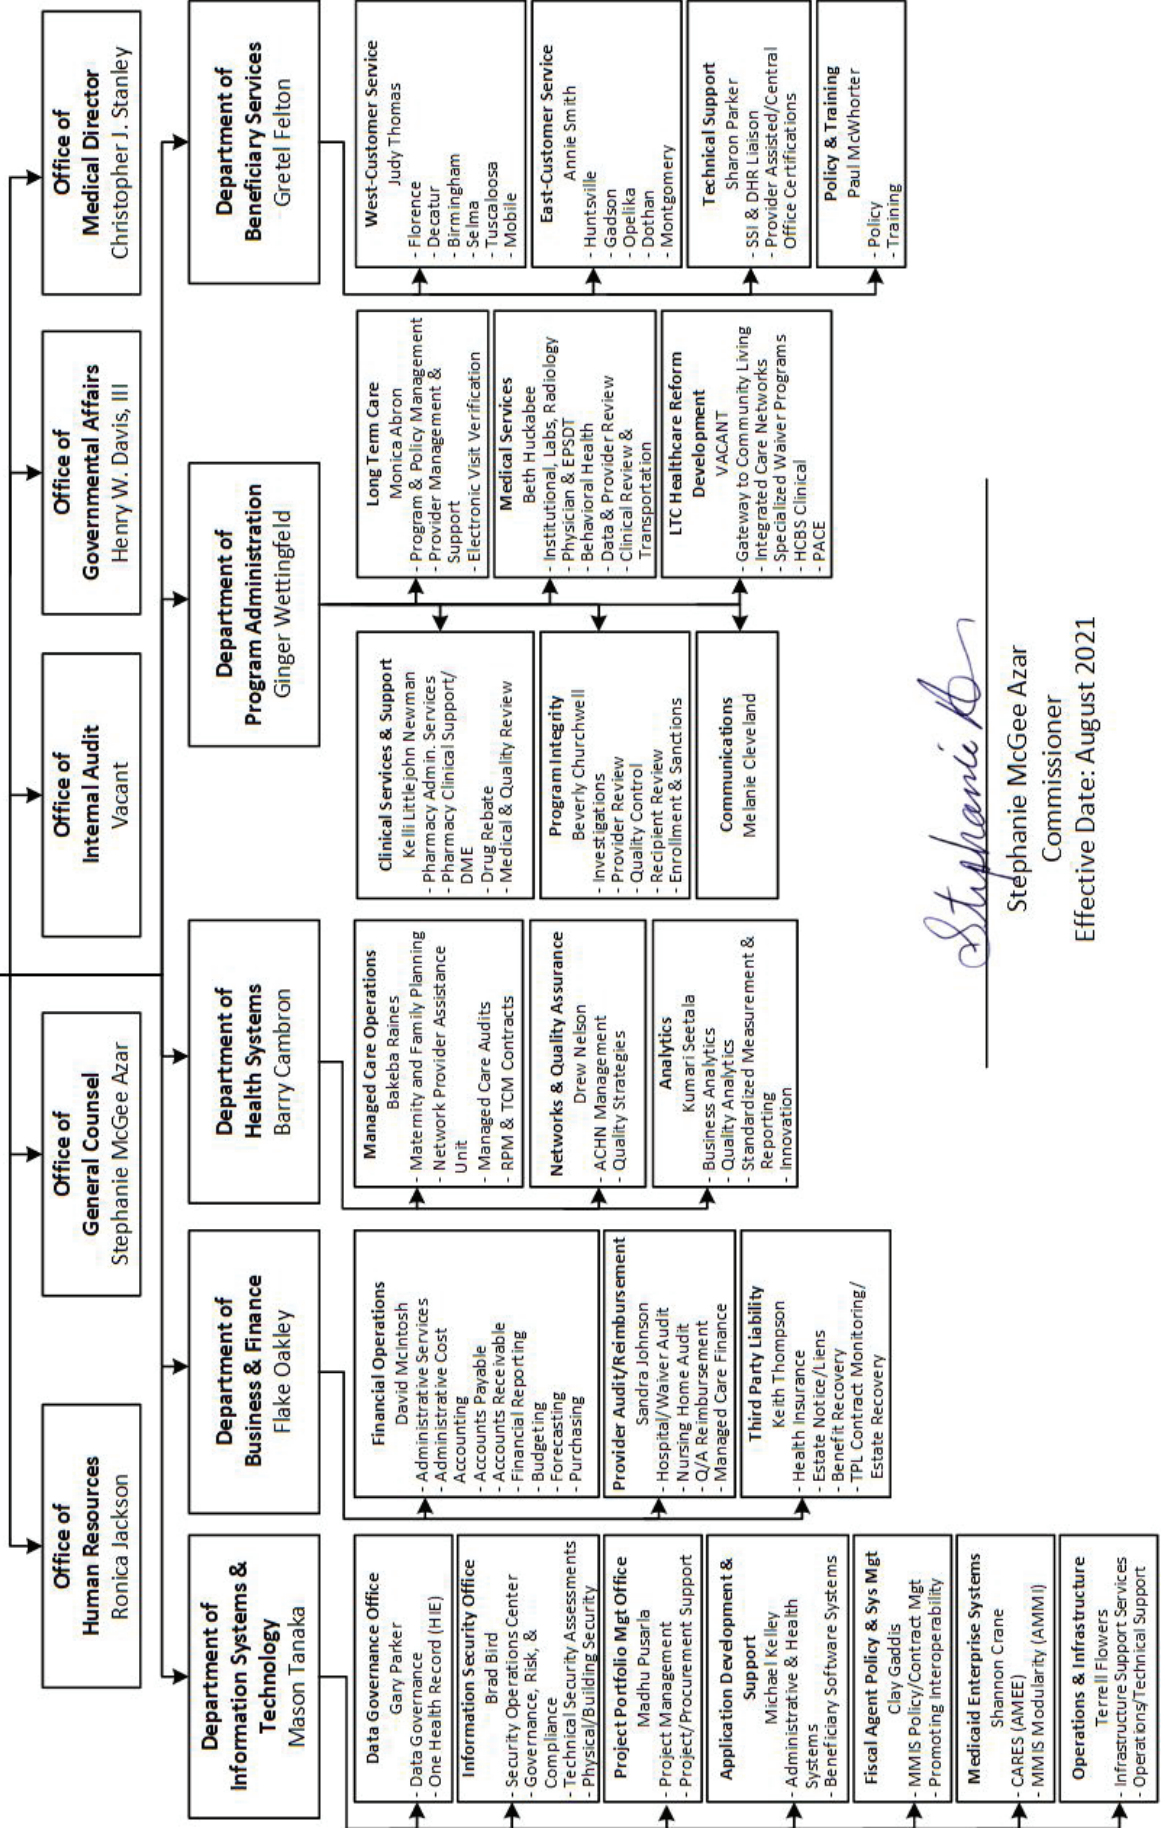 Office of
Human Resources
Ronica Jackson
Office of
General Counsel
Stephanie McGee Azar
Office of
Internal Audit
Vacant
Office of
Governmental Affairs
Henry W. Davis, III
Office of
Medical Director
Christopher J. Stanley
Department of
Information Systems &
Technology
Mason Tanaka
Department of
Business & Finance
Flake Oakley
Department of
Health Systems
Barry Cambron
Department of
Program Administration
Ginger Wettingfeld
Department of
Beneficiary Services
Gretel Felton
Data Governance Office
Gary Parker
- Data Governance
- One Health Record (HIE)
Information Security Office
Brad Bird
- Security Operations Center
- Governance, Risk, &
Compliance
- Technical Security Assessments
- Physical/Building Security
Project Portfolio Mgt Office
Madhu Pusarla
- Project Management
- Project/Procurement Support
Application Development &
Support
Michael Kelley
- Administrative & Health
Systems
- Beneficiary Software Systems
Fiscal Agent Policy & Sys Mgt
Clay Gaddis
- MMIS Policy/Contract Mgt
- Promoting Interoperability
Medicaid Enterprise Systems
Shannon Crane
- CARES (AMEE)
- MMIS Modularity (AMMI)
Operations & Infrastructure
Terrell Flowers
- Infrastructure Support Services
- Operations/Technical Support
Financial Operations
David McIntosh
- Administrative Services
- Administrative Cost
Accounting
- Accounts Payable
- Accounts Receivable
- Financial Reporting
- Budgeting
- Forecasting
- Purchasing
Provider Audit/Reimbursement
Sandra Johnson
- Hospital/Waiver Audit
- Nursing Home Audit
- Q/A Reimbursement
- Managed Care Finance
Third Party Liability
Keith Thompson
- Health Insurance
- Estate Notice/Liens
- Benefit Recovery
- TPL Contract Monitoring/
Estate Recovery
Managed Care Operations
Bakeba Raines
- Maternity and Family Planning
- Network Provider Assistance
Unit
- Managed Care Audits
- RPM & TCM Contracts
Networks & Quality Assurance
Drew Nelson
- ACHN Management
- Quality Strategies
Analytics
Kumari Seetala
- Business Analytics
- Quality Analytics
- Standardized Measurement &
Reporting
- Innovation
Clinical Services & Support
Kelli Littlejohn Newman
- Pharmacy Admin. Services
- Pharmacy Clinical Support/
DME
- Drug Rebate
- Medical & Quality Review
Program Integrity
Beverly Churchwell
- Investigations
- Provider Review
- Quality Control
- Recipient Review
- Enrollment & Sanctions
Communications
Melanie Cleveland
Long Term Care
Monica Abron
- Program & Policy Management
- Provider Management &
Support
- Electronic Visit Verification
Medical Services
Beth Huckabee
- Institutional, Labs, Radiology
- Physician & EPSDT
- Behavioral Health
- Data & Provider Review
- Clinical Review &
Transportation
LTC Healthcare Reform
Development
VACANT
- Gateway to Community Living
- Integrated Care Networks
- Specialized Waiver Programs
- HCBS Clinical
- PACE
West-Customer Service
Judy Thomas
- Florence
- Decatur
- Birmingham
- Selma
- Tuscaloosa
- Mobile
East-Customer Service
Annie Smith
- Huntsville
- Gadson
- Opelika
- Dothan
- Montgomery
Technical Support
Sharon Parker
- SSI & DHR Liaison
- Provider Assisted/Central
Office Certifications
Policy & Training
Paul McWhorter
- Policy
- Training
Stephanie McGee Azar
Commissioner
Effective Date: August 2021